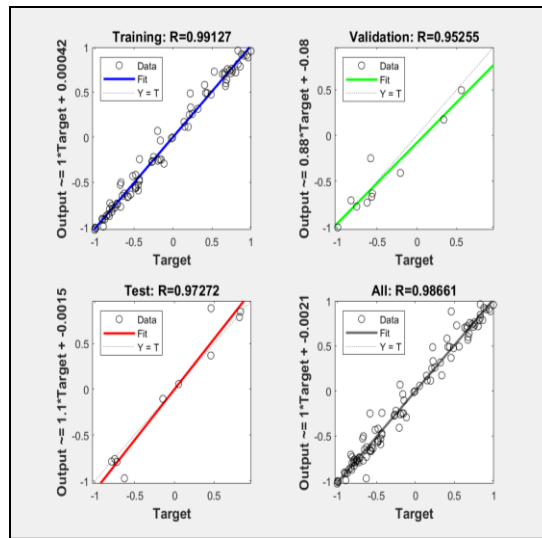 Training: R=0.99127
Output ~= 1*Target + 0.00042
1
0.5
0
-0.5
-1
Data
Fit
Y = T
-1 -0.5 0 0.5 1
Target
Validation: R=0.95255
Output ~= 0.88*Target + -0.08
1
0.5
0
-0.5
-1
Data
Fit
Y = T
-1 -0.5 0 0.5
Target
Test: R=0.97272
Output ~= 1.1*Target + -0.0015
1
0.5
0
-0.5
-1
Data
Fit
Y = T
-1 -0.5 0 0.5
Target
All: R=0.98661
Output ~= 1*Target + -0.0021
1
0.5
0
-0.5
-1
Data
Fit
Y = T
-1 -0.5 0 0.5 1
Target